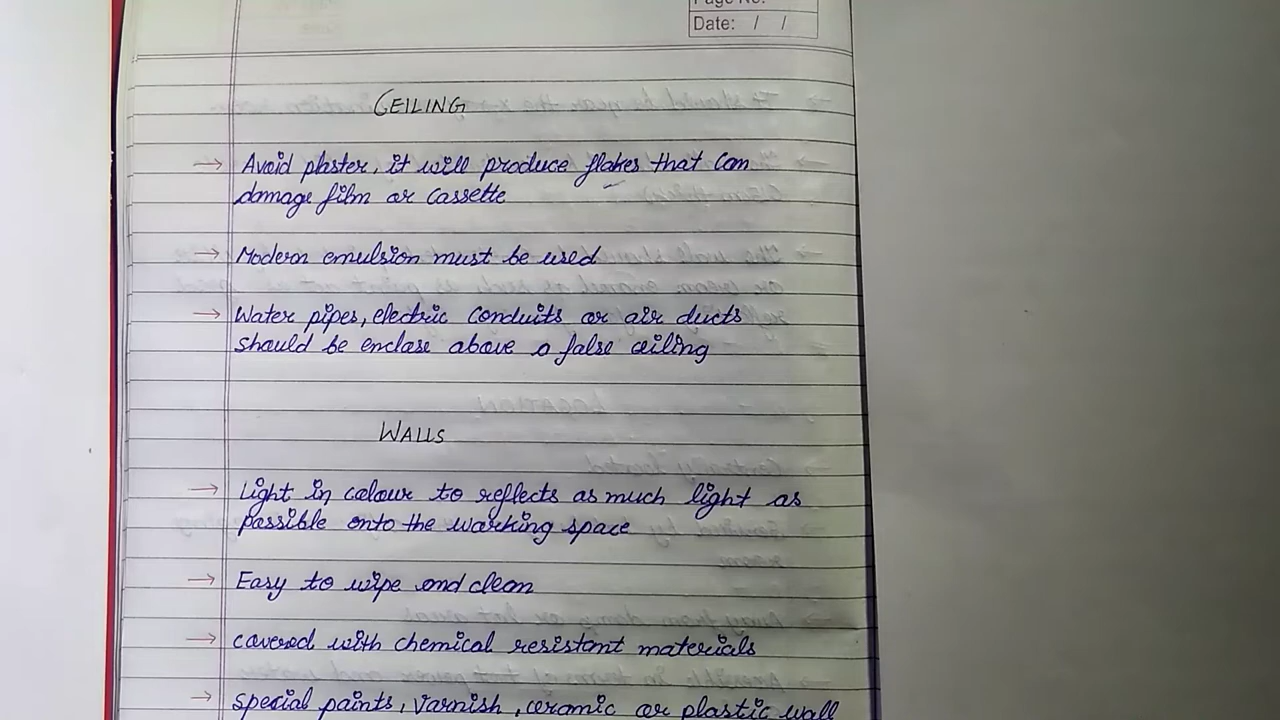 Page No.
Date: / /
CEILING
→ Avoid plaster, it will produce flakes that can
damage film or cassette
→ Modern emulsion must be used
→ Water pipes, electric conduits or air ducts
should be enclose above a false ceiling
WALLS
→ Light in colour to reflects as much light as
possible onto the working space
→ Easy to wipe and clean
→ covered with chemical resistant materials
→ special paints, varnish, ceramic or plastic wall